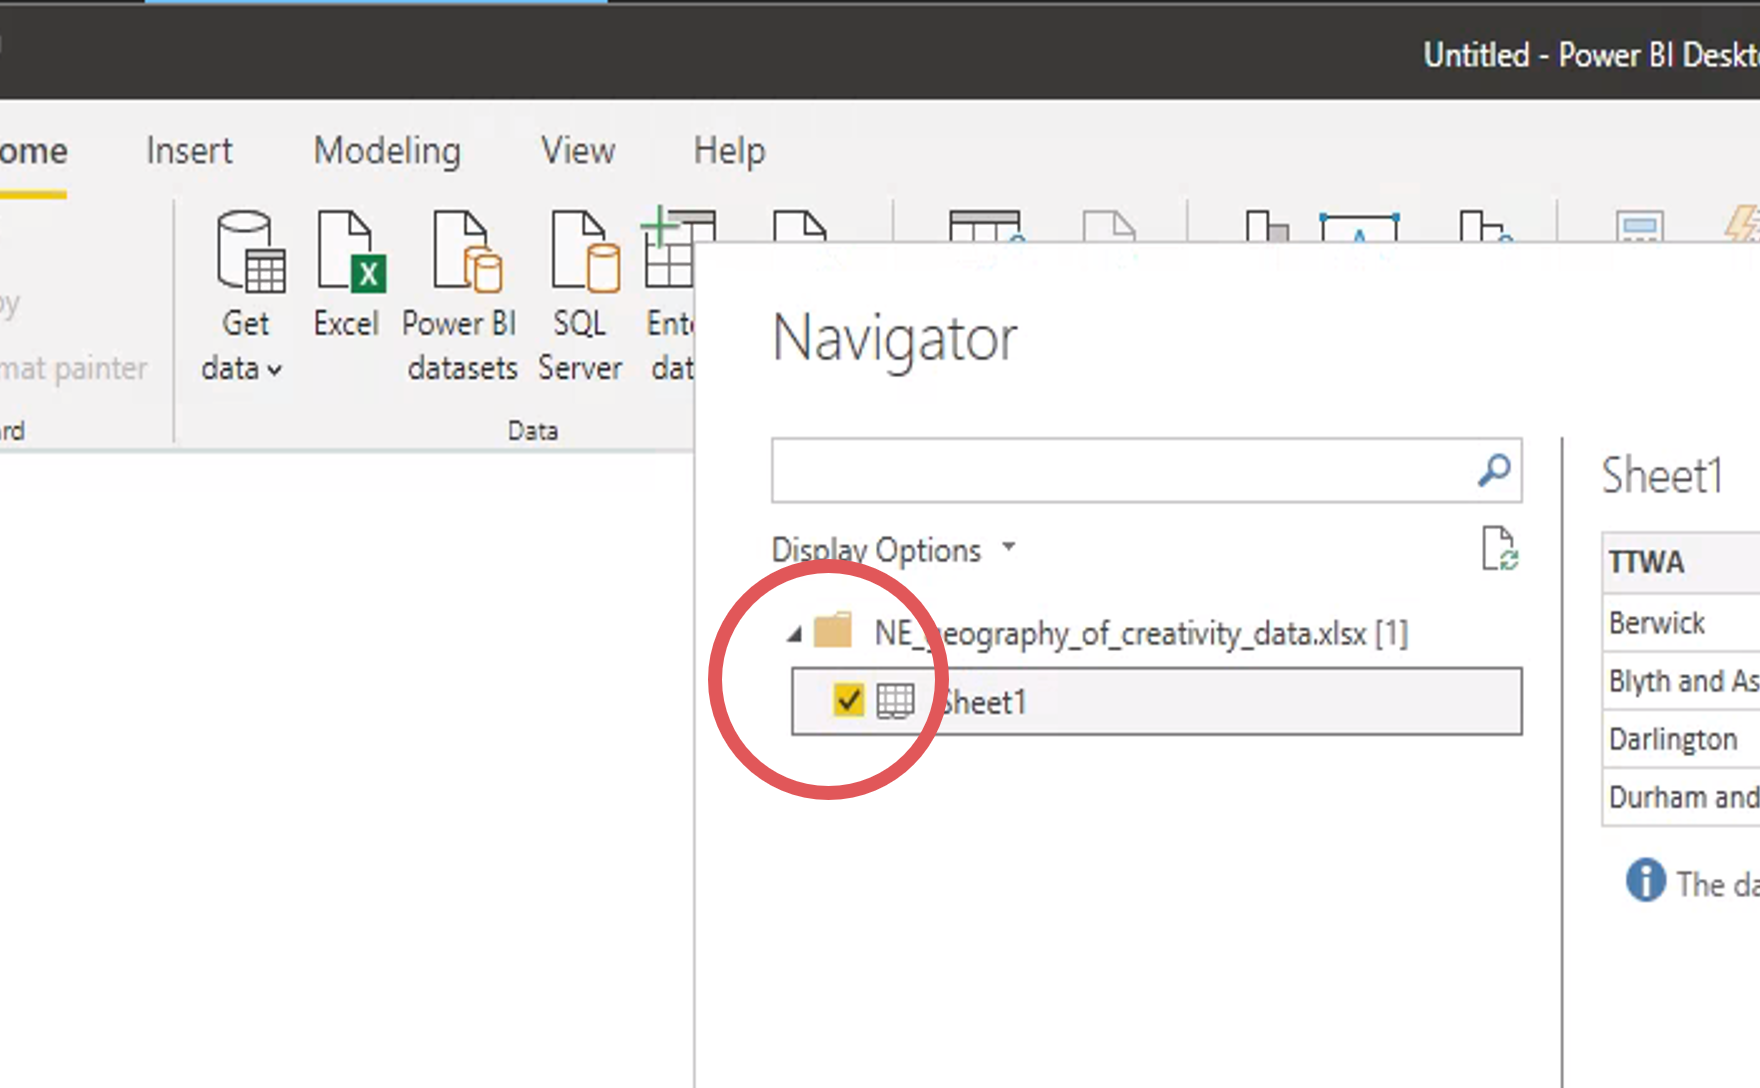 Untitled - Power BI Deskt
ome Insert Modeling View Help
Get data
Excel
Power BI datasets
SQL Server
Ente dat
py
mat painter
rd
Data
Navigator
Display Options
NE_geography_of_creativity_data.xlsx [1]
Sheet1
Sheet1
TTWA
Berwick
Blyth and As
Darlington
Durham and
The da